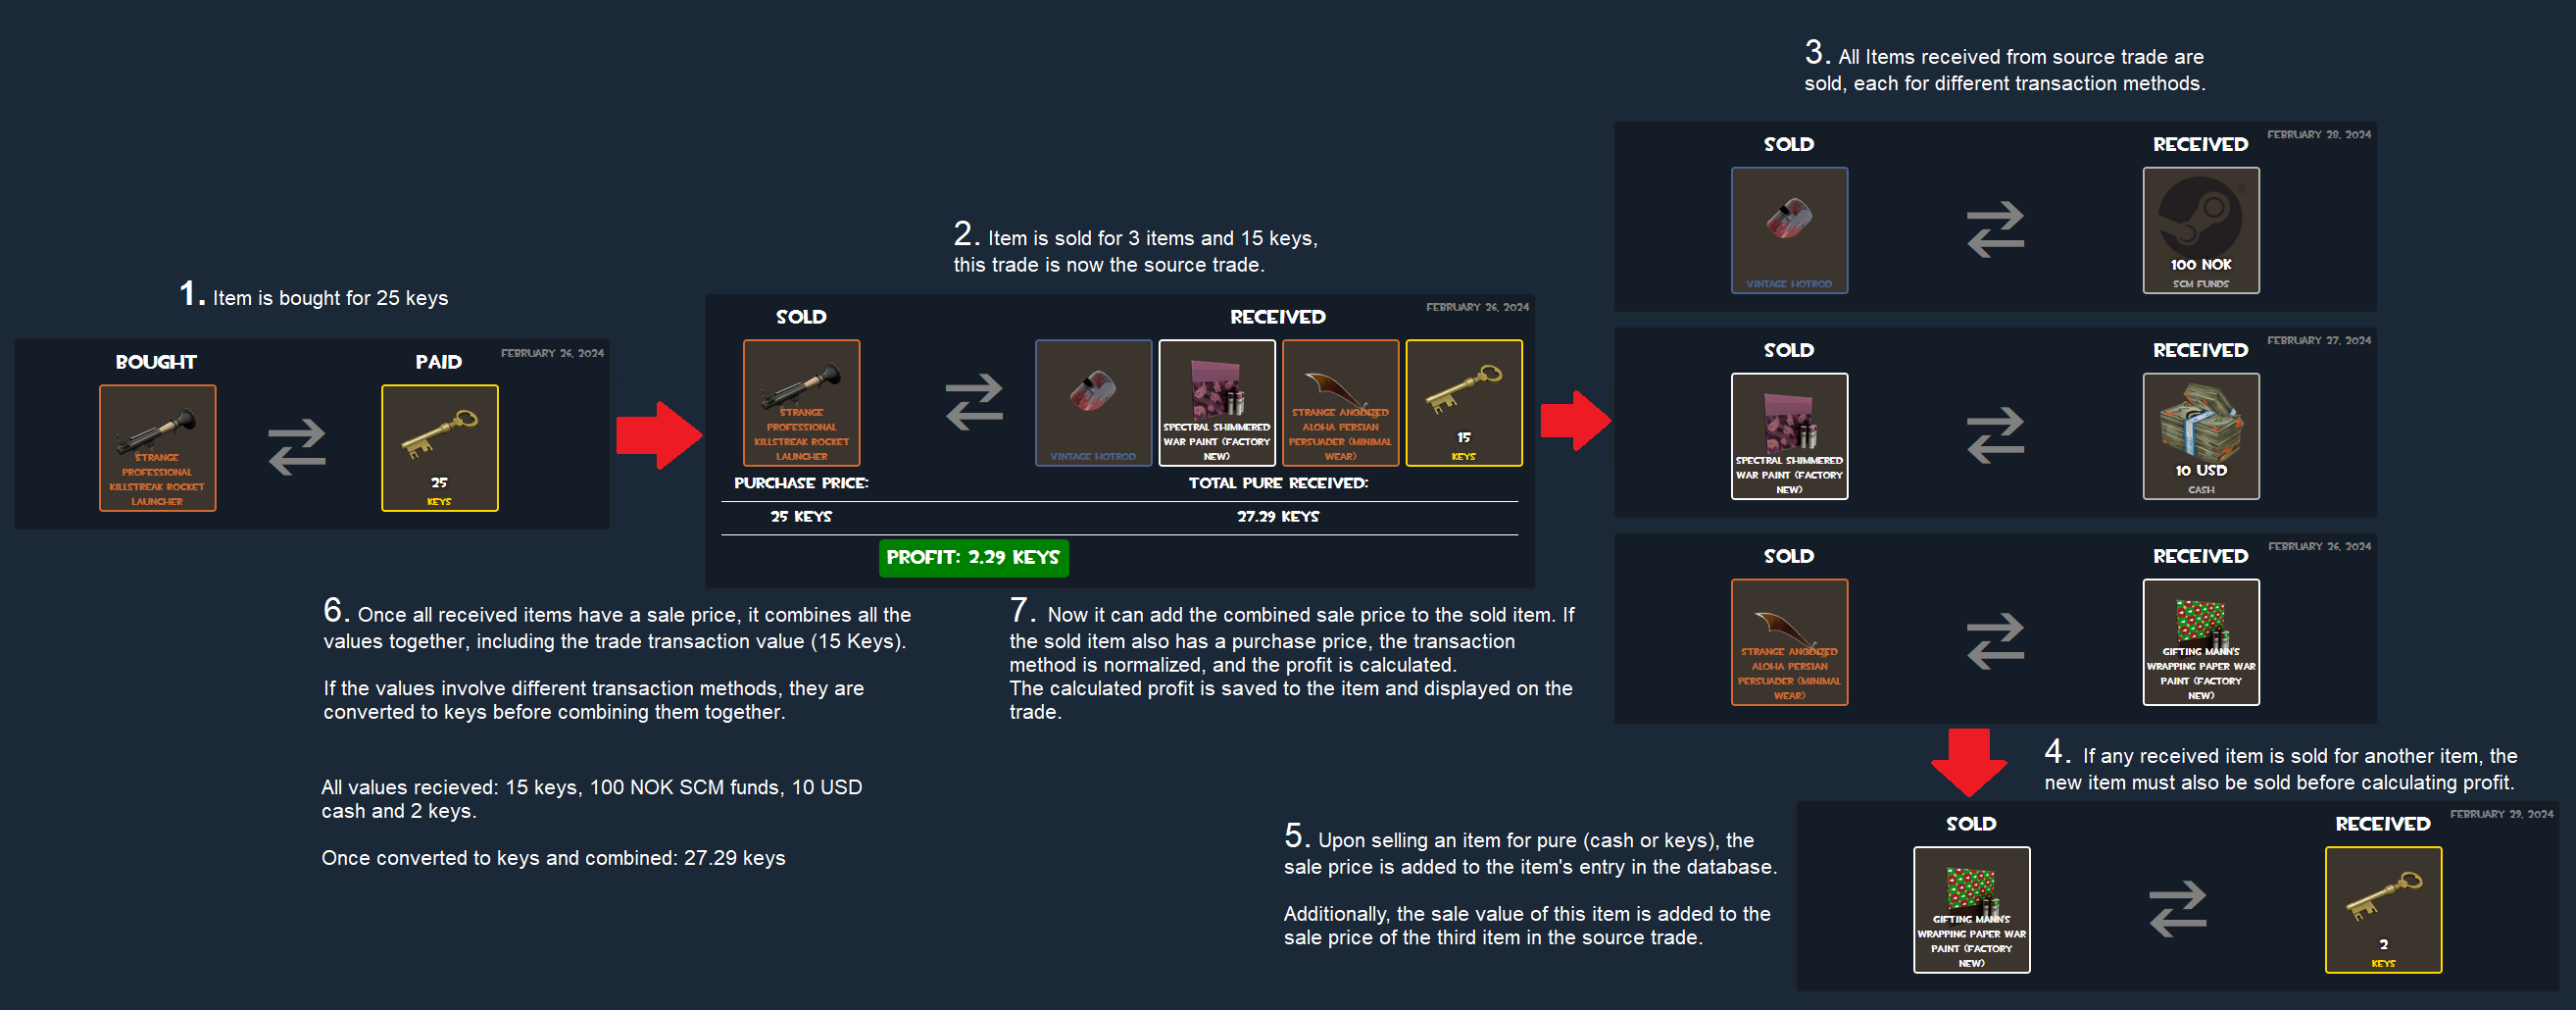 1. Item is bought for 25 keys
FEBRUARY 26, 2024
BOUGHT
PAID
STRANGE
PROFESSIONAL
KILLSTREAK ROCKET
LAUNCHER
25
KEYS
2. Item is sold for 3 items and 15 keys,
this trade is now the source trade.
FEBRUARY 26, 2024
SOLD
RECEIVED
STRANGE
PROFESSIONAL
KILLSTREAK ROCKET
LAUNCHER
VINTAGE HOTROD
SPECTRAL SHIMMERED
WAR PAINT (FACTORY
NEW)
STRANGE ANODIZED
ALOHA PERSIAN
PERSUADER (MINIMAL
WEAR)
15
KEYS
PURCHASE PRICE:
TOTAL PURE RECEIVED:
25 KEYS
27.29 KEYS
PROFIT: 2.29 KEYS
3. All Items received from source trade are
sold, each for different transaction methods.
FEBRUARY 28, 2024
SOLD
RECEIVED
VINTAGE HOTROD
100 NOK
SCM FUNDS
FEBRUARY 27, 2024
SOLD
RECEIVED
SPECTRAL SHIMMERED
WAR PAINT (FACTORY
NEW)
10 USD
CASH
FEBRUARY 26, 2024
SOLD
RECEIVED
STRANGE ANODIZED
ALOHA PERSIAN
PERSUADER (MINIMAL
WEAR)
GIFTING MANN'S
WRAPPING PAPER WAR
PAINT (FACTORY
NEW)
4. If any received item is sold for another item, the
new item must also be sold before calculating profit.
FEBRUARY 29, 2024
SOLD
RECEIVED
GIFTING MANN'S
WRAPPING PAPER WAR
PAINT (FACTORY
NEW)
2
KEYS
5. Upon selling an item for pure (cash or keys), the
sale price is added to the item's entry in the database.
Additionally, the sale value of this item is added to the
sale price of the third item in the source trade.
6. Once all received items have a sale price, it combines all the
values together, including the trade transaction value (15 Keys).
If the values involve different transaction methods, they are
converted to keys before combining them together.
All values recieved: 15 keys, 100 NOK SCM funds, 10 USD
cash and 2 keys.
Once converted to keys and combined: 27.29 keys
7. Now it can add the combined sale price to the sold item. If
the sold item also has a purchase price, the transaction
method is normalized, and the profit is calculated.
The calculated profit is saved to the item and displayed on the
trade.